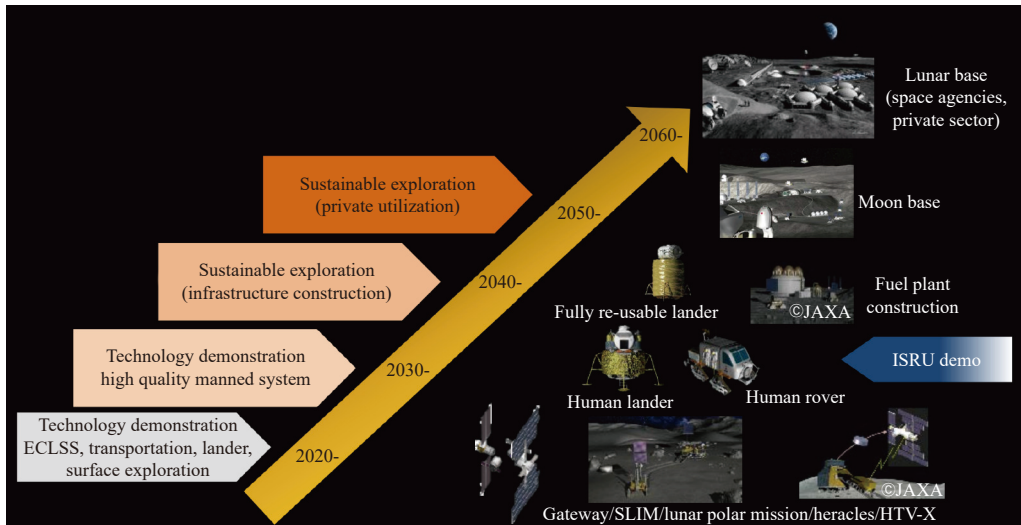 Lunar base
(space agencies,
private sector)
2060-
Sustainable exploration
(private utilization)
2050-
Moon base
Sustainable exploration
(infrastructure construction)
2040-
Fully re-usable lander
Fuel plant
construction
©JAXA
Technology demonstration
high quality manned system
2030-
ISRU demo
Human lander
Human rover
Technology demonstration
ECLSS, transportation, lander,
surface exploration
2020-
©JAXA
Gateway/SLIM/lunar polar mission/heracles/HTV-X